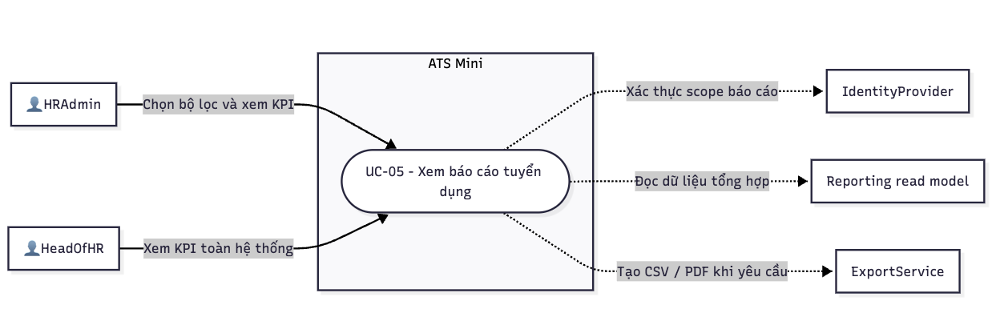 ATS Mini
👤HRAdmin
Chọn bộ lọc và xem KPI
Xác thực scope báo cáo
IdentityProvider
UC-05 - Xem báo cáo tuyển
dụng
Đọc dữ liệu tổng hợp
Reporting read model
👤HeadOfHR
Xem KPI toàn hệ thống
Tạo CSV / PDF khi yêu cầu
ExportService